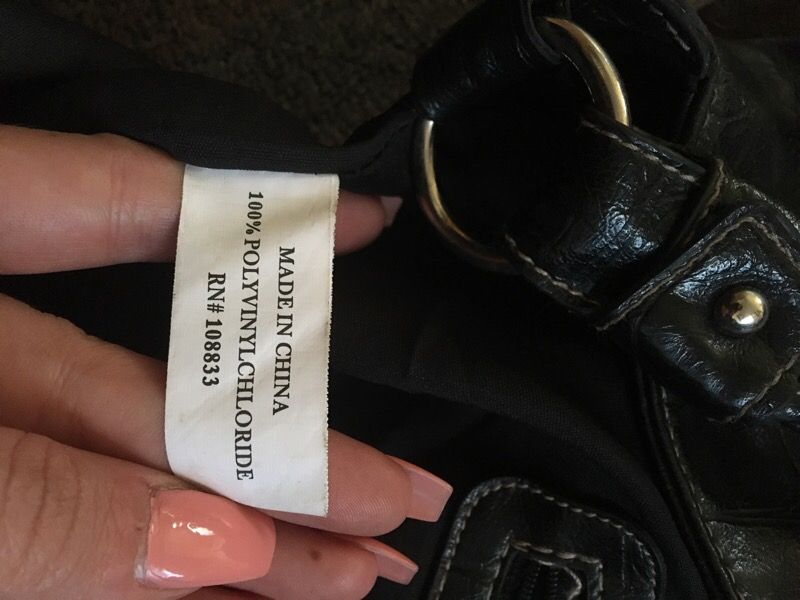 MADE IN CHINA
100% POLYVINYLCHLORIDE
RN# 108833